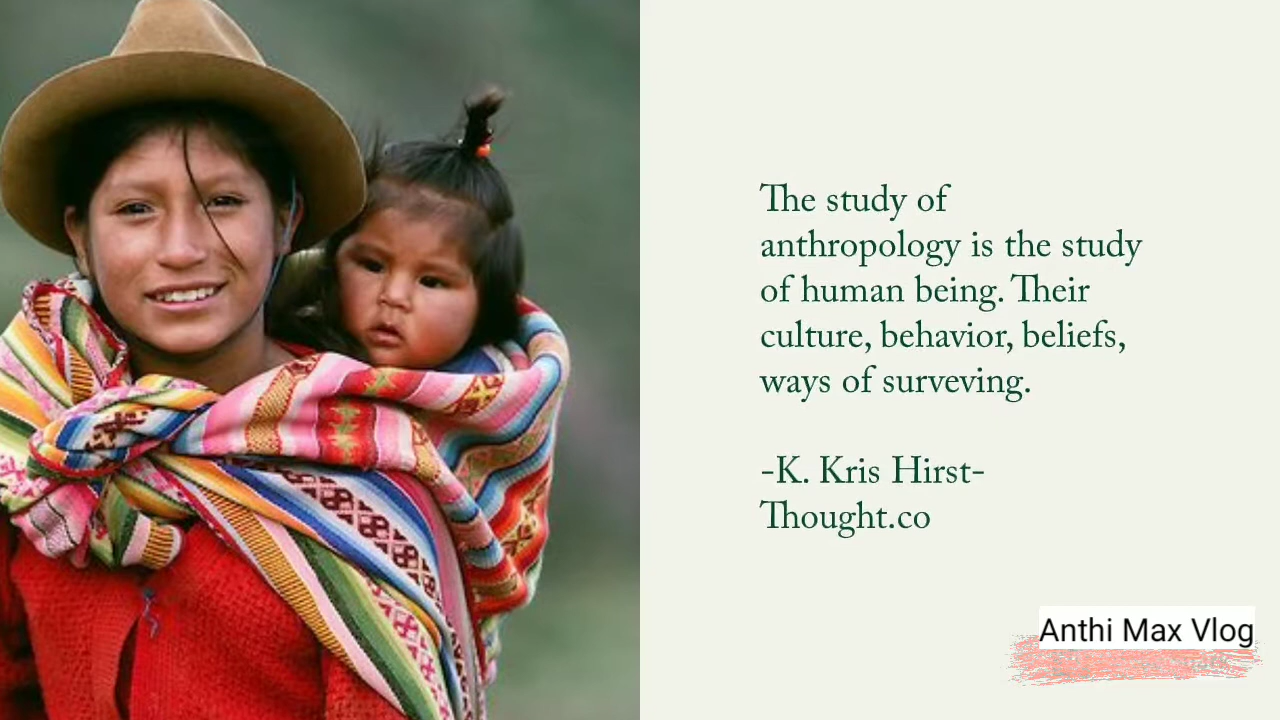 The study of
anthropology is the study
of human being. Their
culture, behavior, beliefs,
ways of surveving.
-K. Kris Hirst-
Thought.co
Anthi Max Vlog